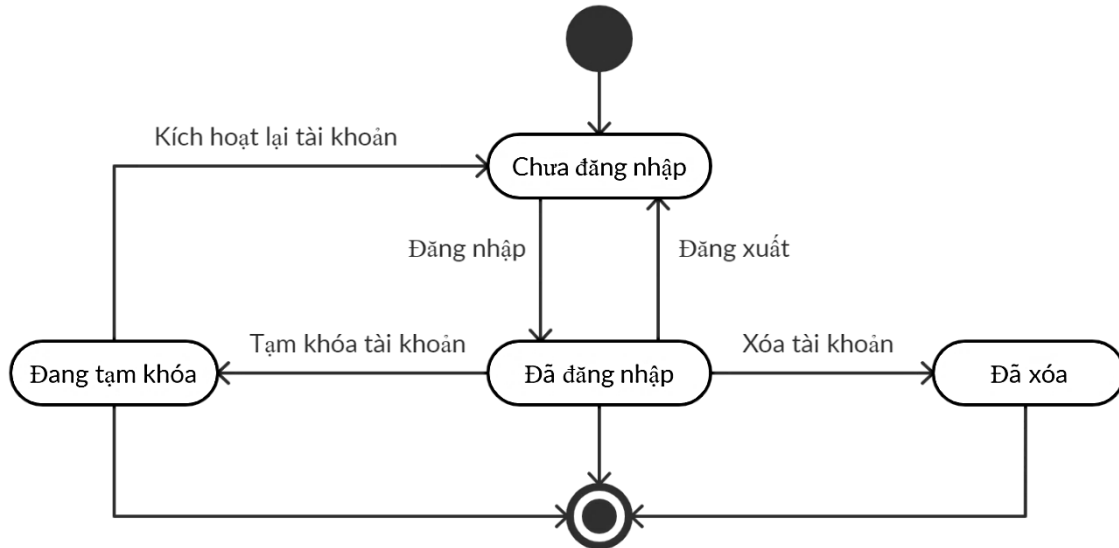 Kích hoạt lại tài khoản
Chưa đăng nhập
Đăng nhập
Đăng xuất
Tạm khóa tài khoản
Xóa tài khoản
Đang tạm khóa
Đã đăng nhập
Đã xóa